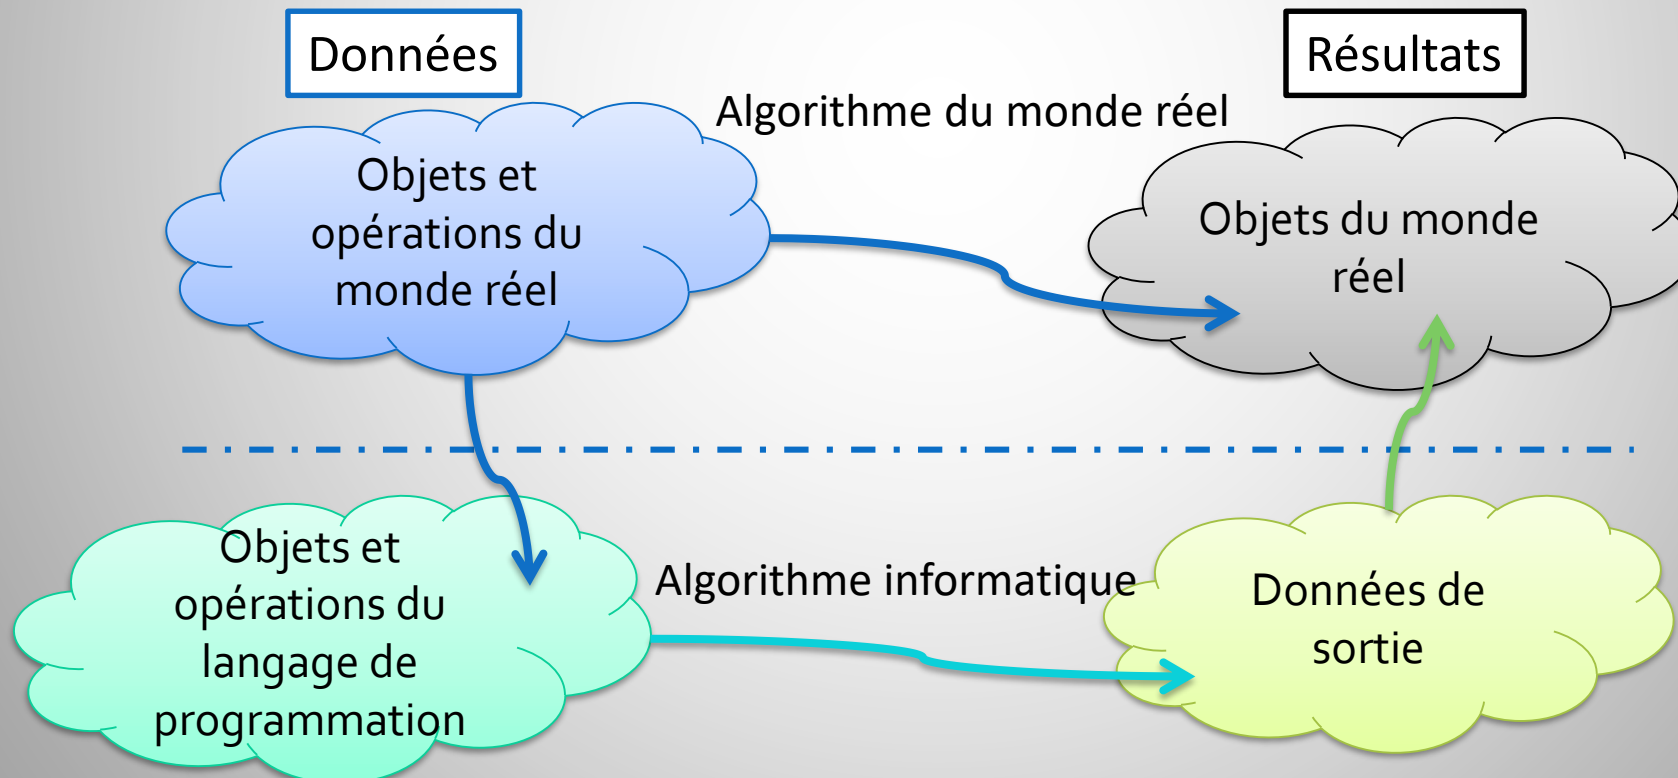 Données
Résultats
Algorithme du monde réel
Objets et
opérations du
monde réel
Objets du monde
réel
Objets et
opérations du
langage de
programmation
Algorithme informatique
Données de
sortie